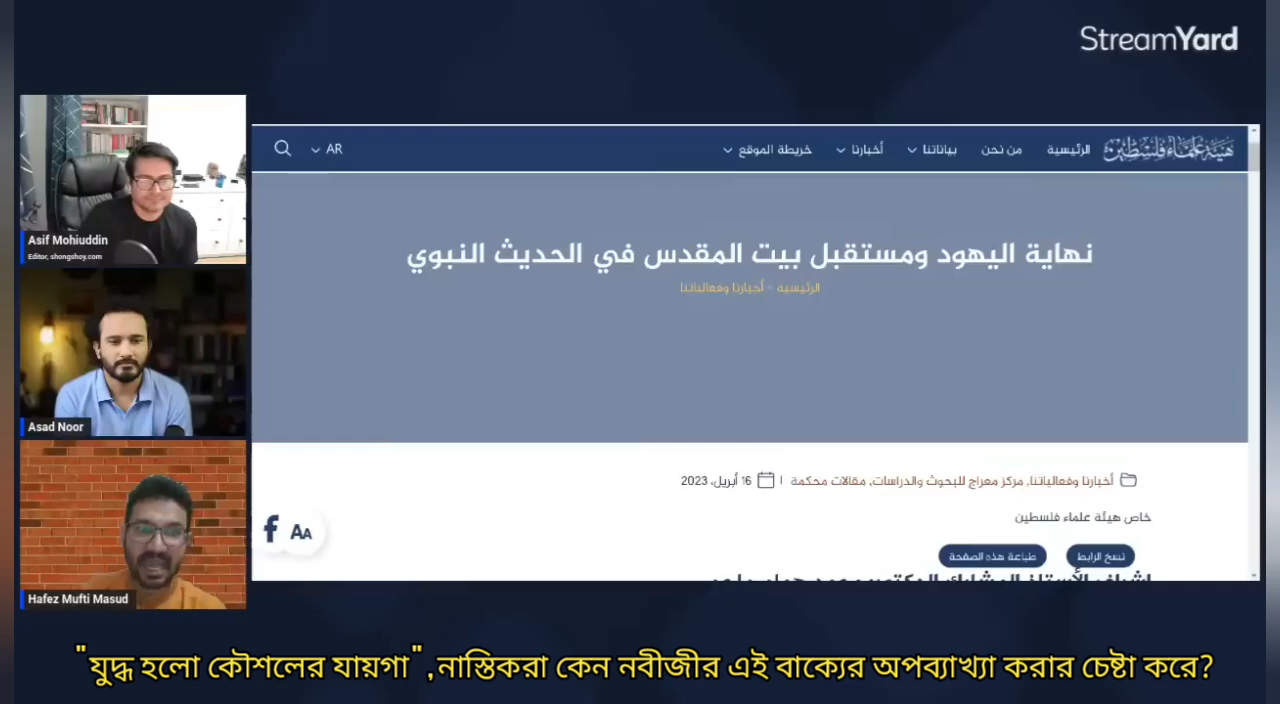 StreamYard
هيئة علماء فلسطين الرئيسية من نحن بياناتنا أخبارنا خريطة الموقع AR
نهاية اليهود ومستقبل بيت المقدس في الحديث النبوي
الرئيسية - أخبارنا وفعالياتنا
أخبارنا وفعالياتنا, مركز معراج للبحوث والدراسات, مقالات محكمة | 16 أبريل، 2023
خاص هيئة علماء فلسطين
نسخ الرابط طباعة هذه الصفحة
f AA
Asif Mohiuddin
Editor, shongshoy.com
Asad Noor
Hafez Mufti Masud
"যুদ্ধ হলো কৌশলের যায়গা",নাস্তিকরা কেন নবীজীর এই বাক্যের অপব্যাখ্যা করার চেষ্টা করে?